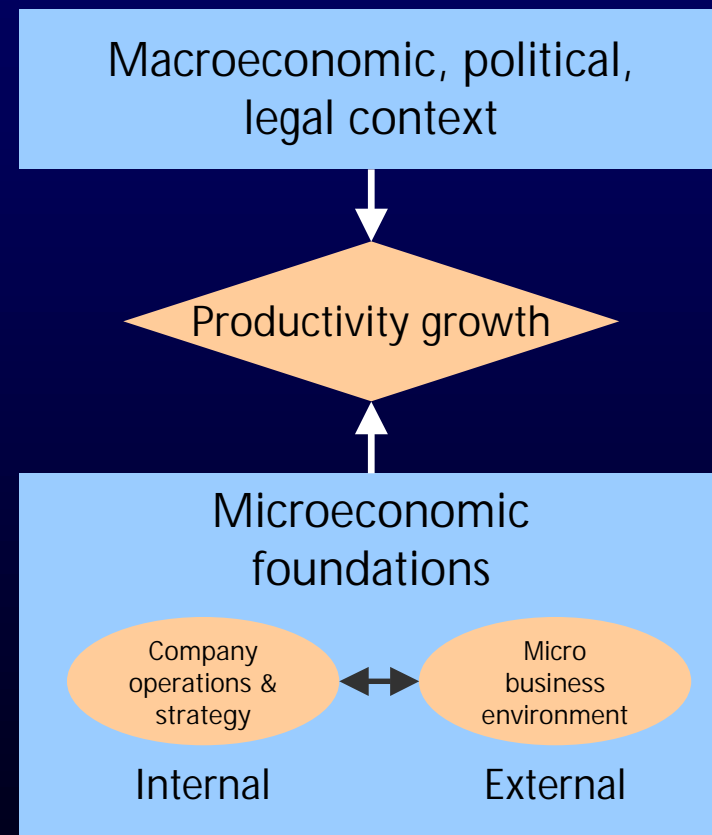 Macroeconomic, political,
legal context
Productivity growth
Microeconomic
foundations
Company
operations &
strategy
Micro
business
environment
Internal
External